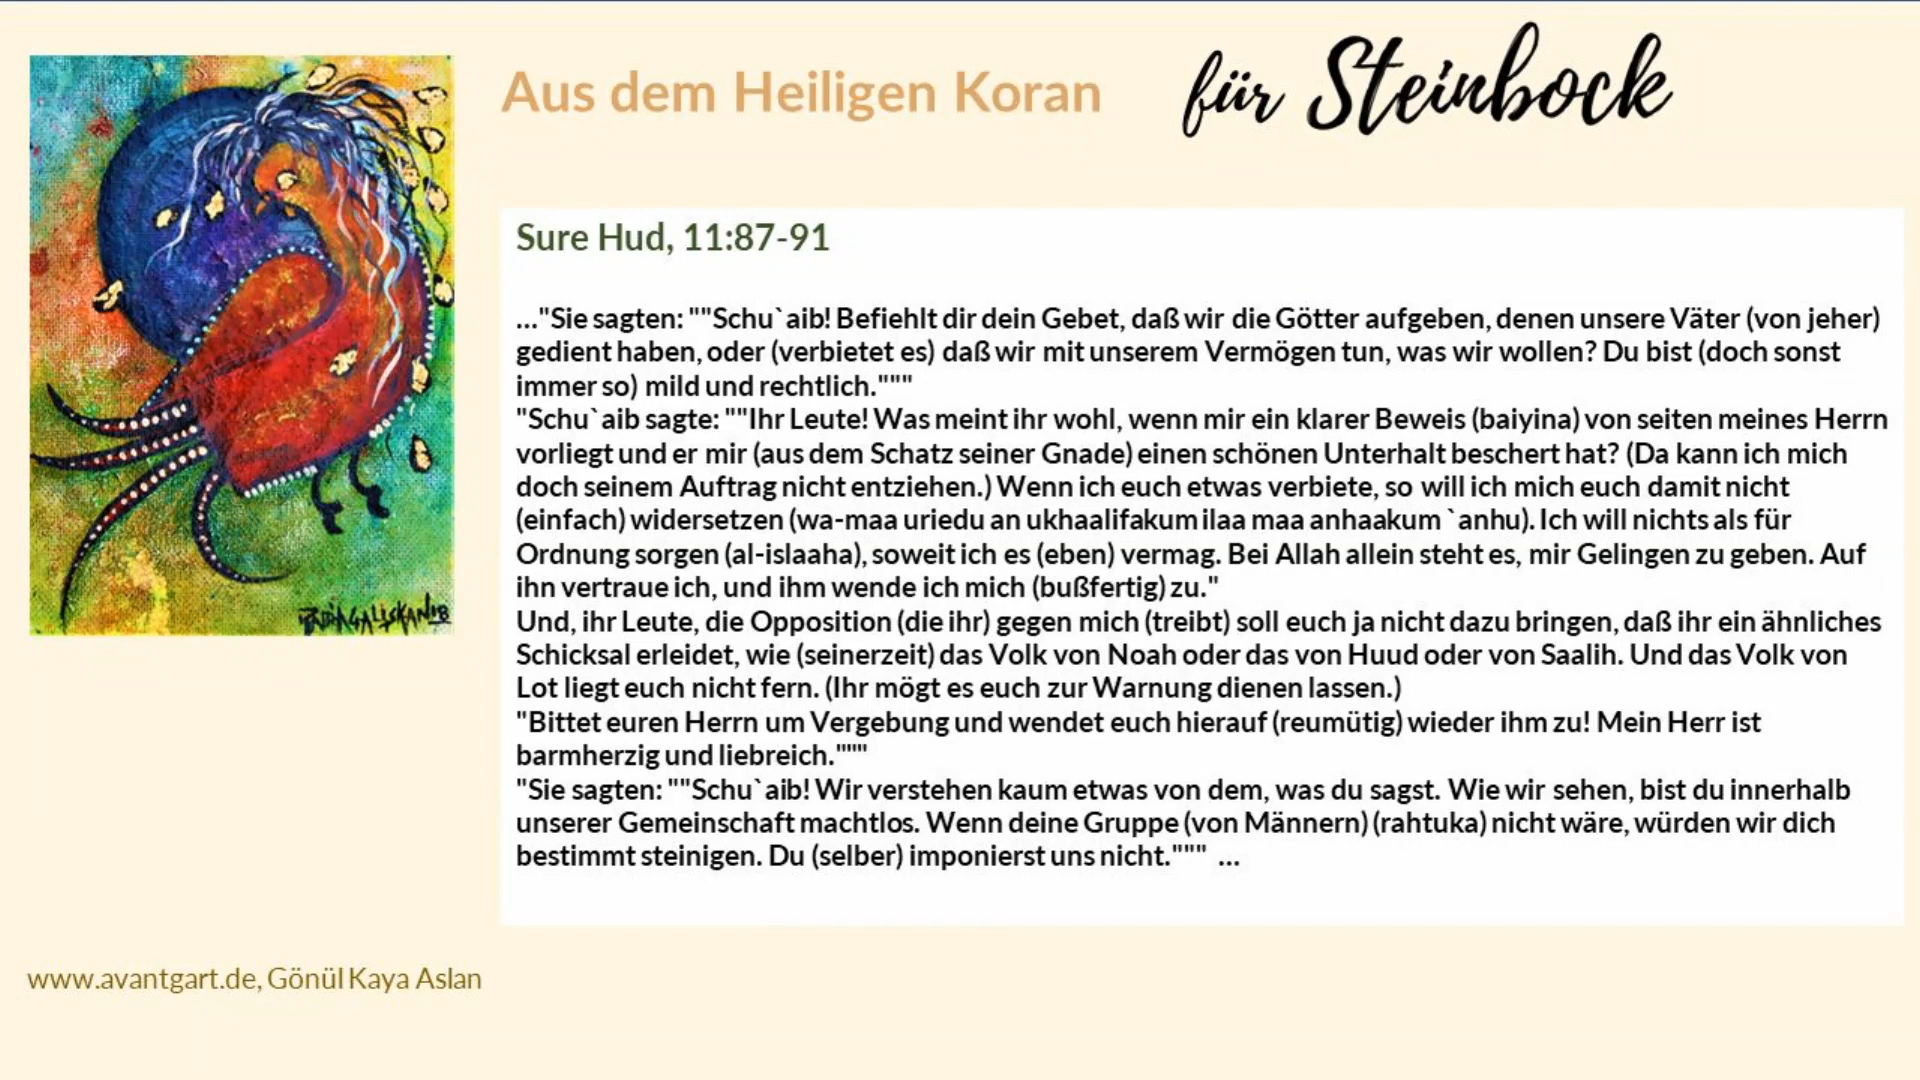 Aus dem Heiligen Koran für Steinbock
Sure Hud, 11:87-91
..."Sie sagten: ""Schu`aib! Befiehlt dir dein Gebet, daß wir die Götter aufgeben, denen unsere Väter (von jeher)
gedient haben, oder (verbietet es) daß wir mit unserem Vermögen tun, was wir wollen? Du bist (doch sonst
immer so) mild und rechtlich."""
"Schu`aib sagte: ""Ihr Leute! Was meint ihr wohl, wenn mir ein klarer Beweis (baiyina) von seiten meines Herrn
vorliegt und er mir (aus dem Schatz seiner Gnade) einen schönen Unterhalt beschert hat? (Da kann ich mich
doch seinem Auftrag nicht entziehen.) Wenn ich euch etwas verbiete, so will ich mich euch damit nicht
(einfach) widersetzen (wa-maa uriedu an ukhaalifakum ilaa maa anhaakum `anhu). Ich will nichts als für
Ordnung sorgen (al-islaaha), soweit ich es (eben) vermag. Bei Allah allein steht es, mir Gelingen zu geben. Auf
ihn vertraue ich, und ihm wende ich mich (bußfertig) zu."
Und, ihr Leute, die Opposition (die ihr) gegen mich (treibt) soll euch ja nicht dazu bringen, daß ihr ein ähnliches
Schicksal erleidet, wie (seinerzeit) das Volk von Noah oder das von Huud oder von Saalih. Und das Volk von
Lot liegt euch nicht fern. (Ihr mögt es euch zur Warnung dienen lassen.)
"Bittet euren Herrn um Vergebung und wendet euch hierauf (reumütig) wieder ihm zu! Mein Herr ist
barmherzig und liebreich."""
"Sie sagten: ""Schu`aib! Wir verstehen kaum etwas von dem, was du sagst. Wie wir sehen, bist du innerhalb
unserer Gemeinschaft machtlos. Wenn deine Gruppe (von Männern) (rahtuka) nicht wäre, würden wir dich
bestimmt steinigen. Du (selber) imponierst uns nicht.""" ...
www.avantgart.de, Gönül Kaya Aslan